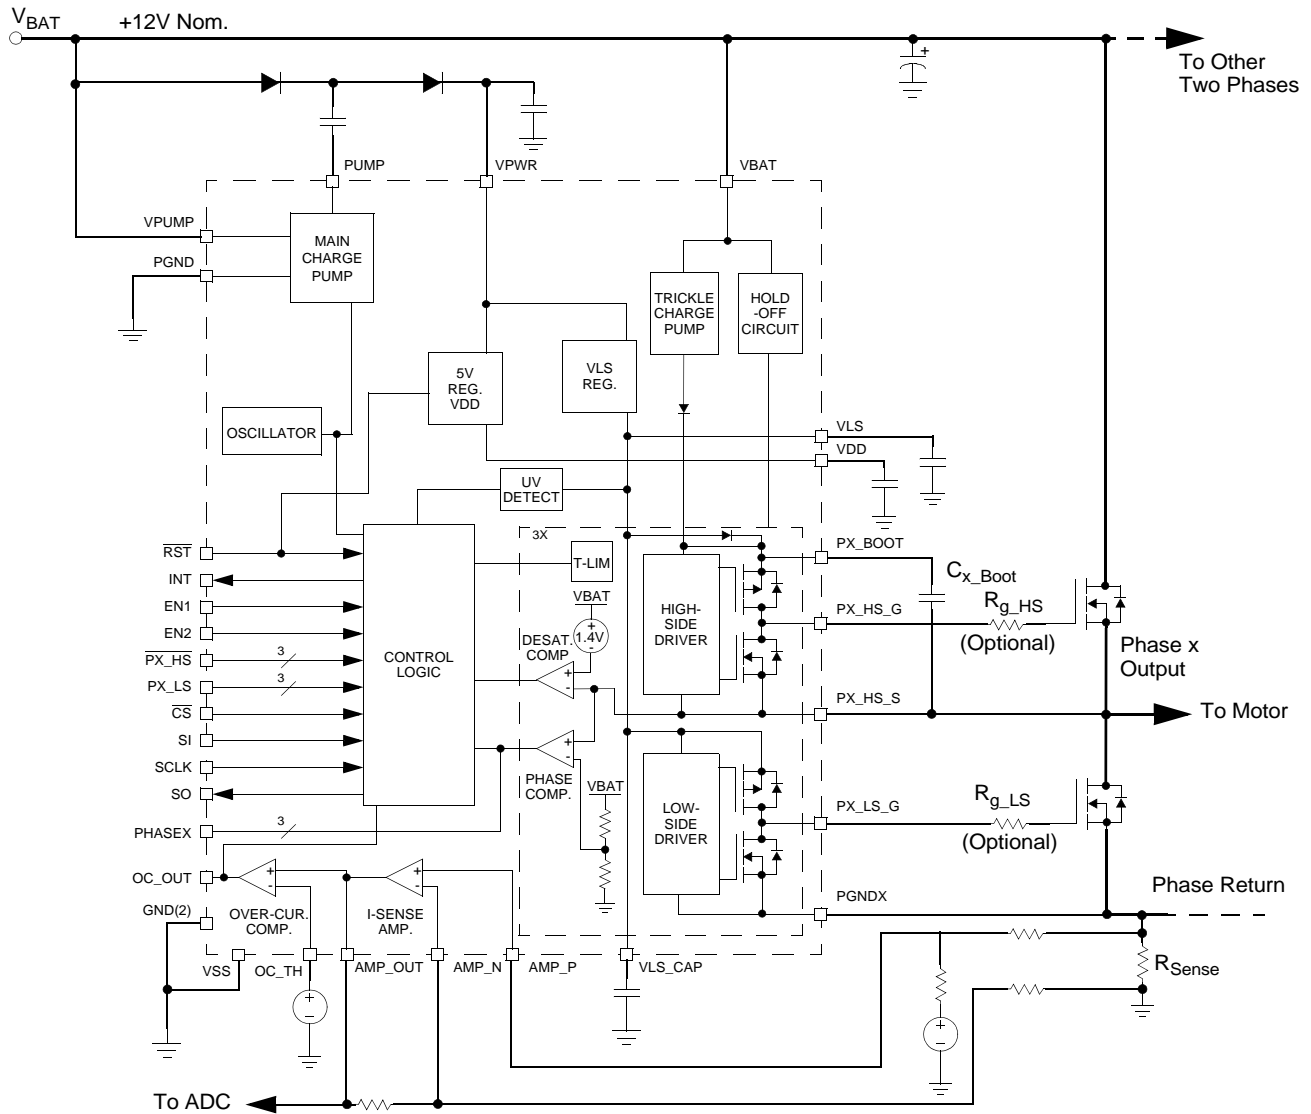 VBAT
+12V Nom.
To Other
Two Phases
PUMP
VPWR
VBAT
VPUMP
PGND
MAIN
CHARGE
PUMP
TRICKLE
CHARGE
PUMP
HOLD
-OFF
CIRCUIT
5V
REG.
VDD
VLS
REG.
OSCILLATOR
VLS
VDD
UV
DETECT
3X
RST
INT
EN1
EN2
PX_HS
3
PX_LS
3
CS
SI
SCLK
SO
PHASEX
3
OC_OUT
GND(2)
CONTROL
LOGIC
T-LIM
VBAT
+
1.4V
-
DESAT.
COMP
+
-
+
-
PHASE
COMP.
VBAT
HIGH-
SIDE
DRIVER
LOW-
SIDE
DRIVER
PX_BOOT
Cx_Boot
PX_HS_G
Rg_HS
(Optional)
Phase x
Output
PX_HS_S
To Motor
PX_LS_G
Rg_LS
(Optional)
PGNDX
Phase Return
+
-
OVER-CUR.
COMP.
+
-
I-SENSE
AMP.
VSS
OC_TH
AMP_OUT
AMP_N
AMP_P
VLS_CAP
RSense
+
-
+
-
To ADC
+